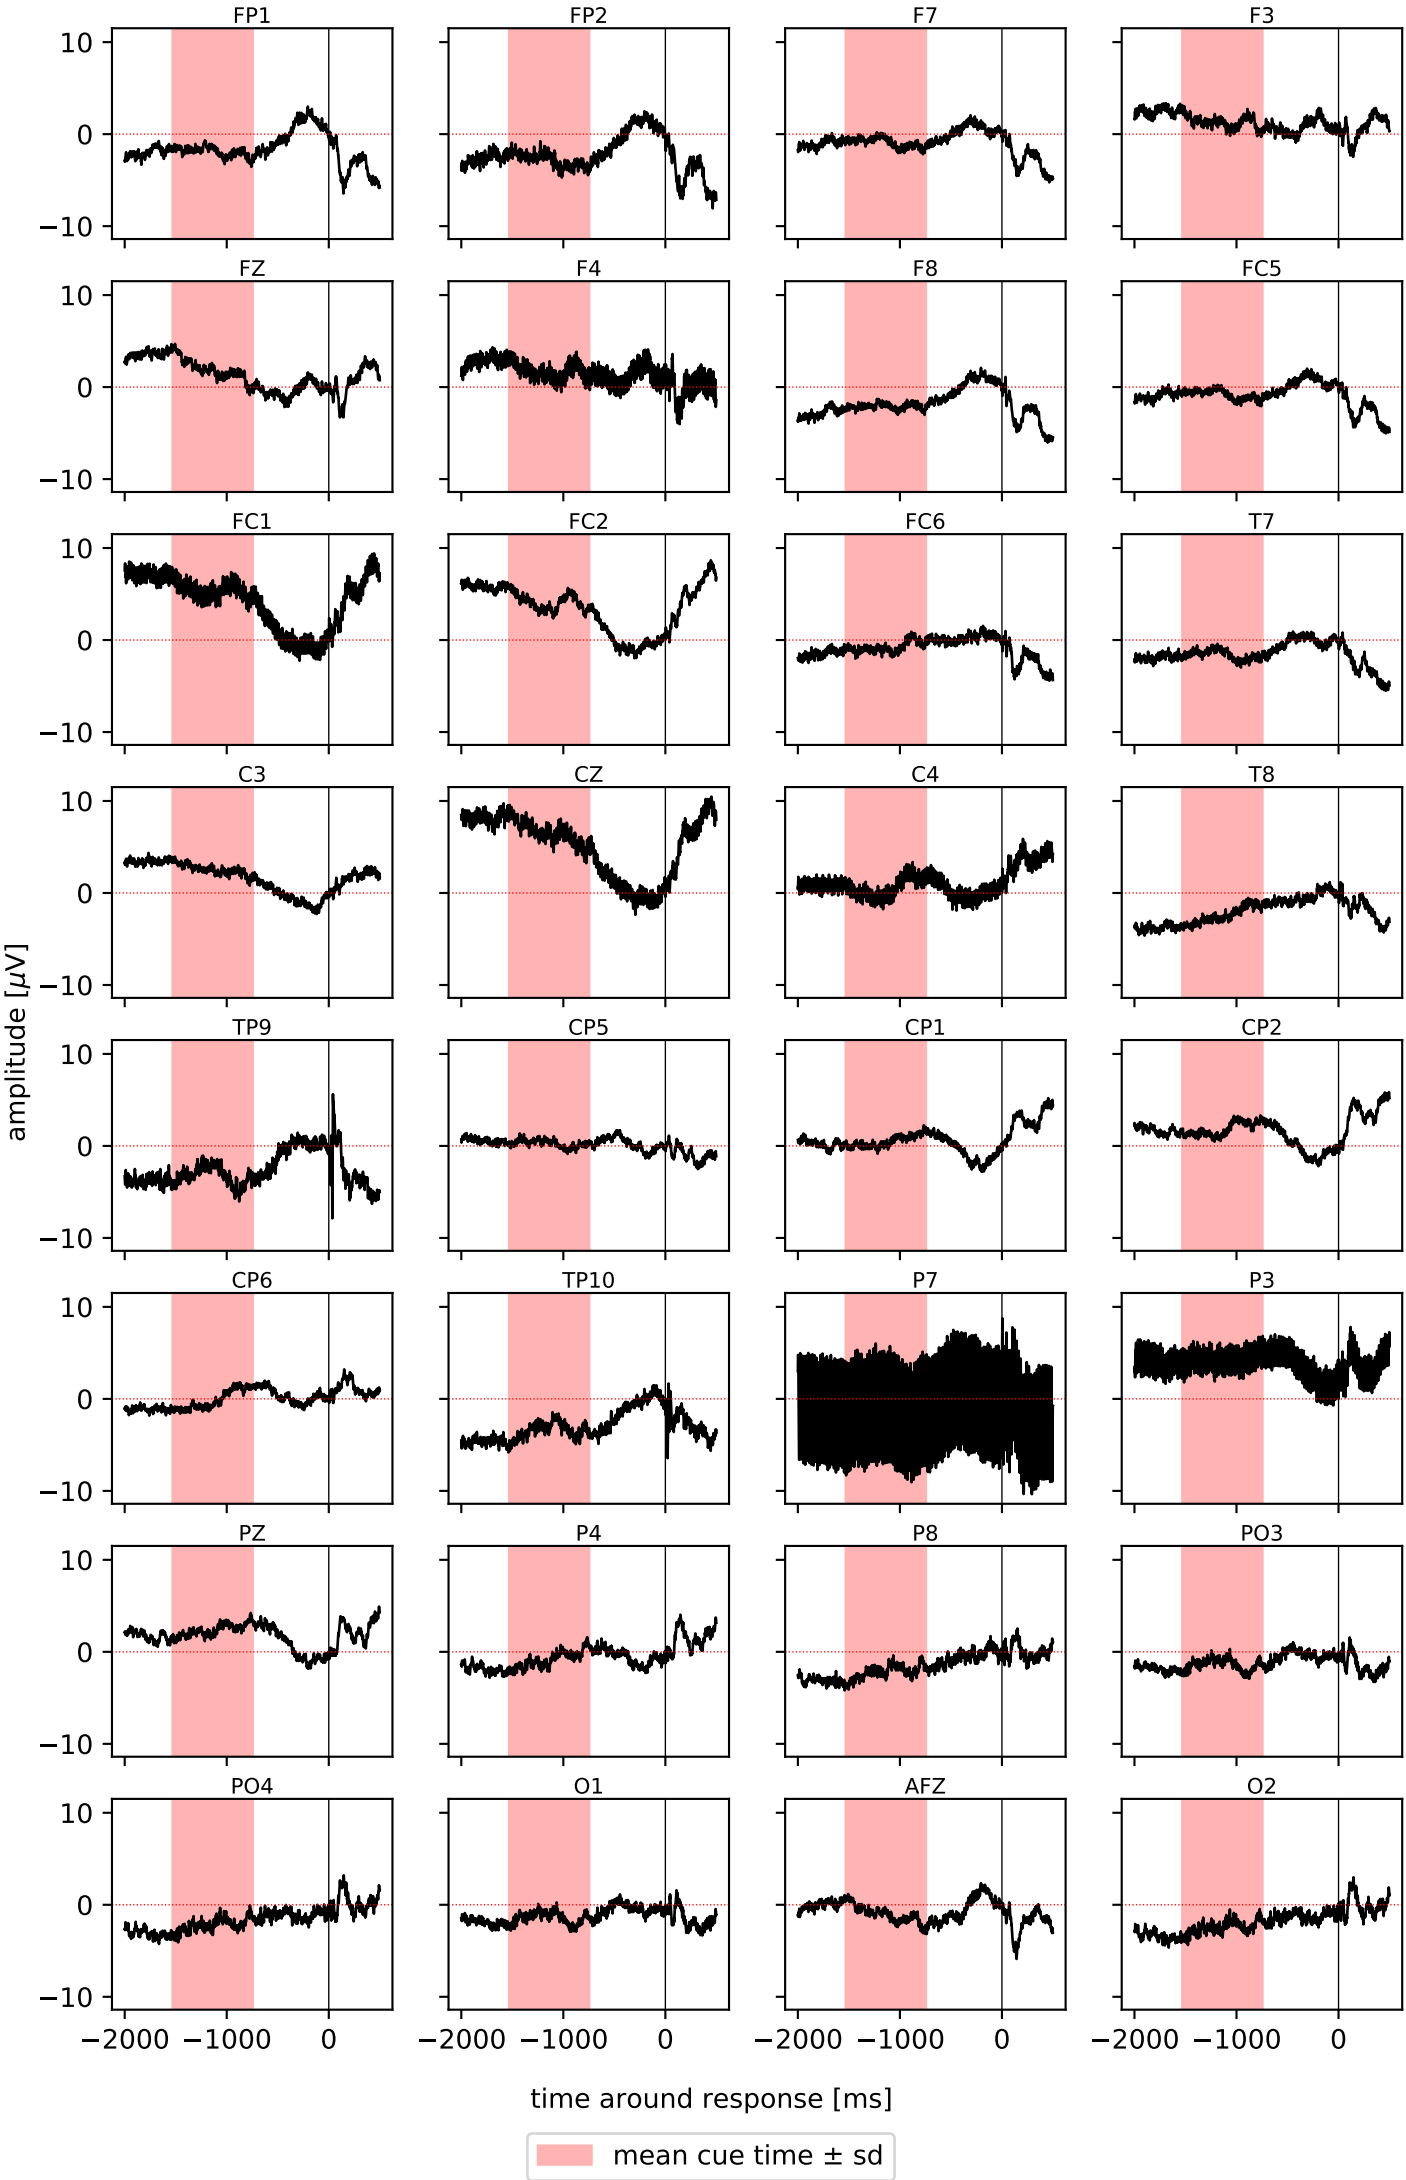 FP1 FP2 F7 F3
10
0
−10
FZ F4 F8 FC5
10
0
−10
FC1 FC2 FC6 T7
10
0
−10
C3 CZ C4 T8
10
0
−10
TP9 CP5 CP1 CP2
10
0
−10
CP6 TP10 P7 P3
10
0
−10
PZ P4 P8 PO3
10
0
−10
PO4 O1 AFZ O2
10
0
−10
amplitude [μV]
−2000 −1000 0 −2000 −1000 0 −2000 −1000 0 −2000 −1000 0
time around response [ms]
mean cue time ± sd